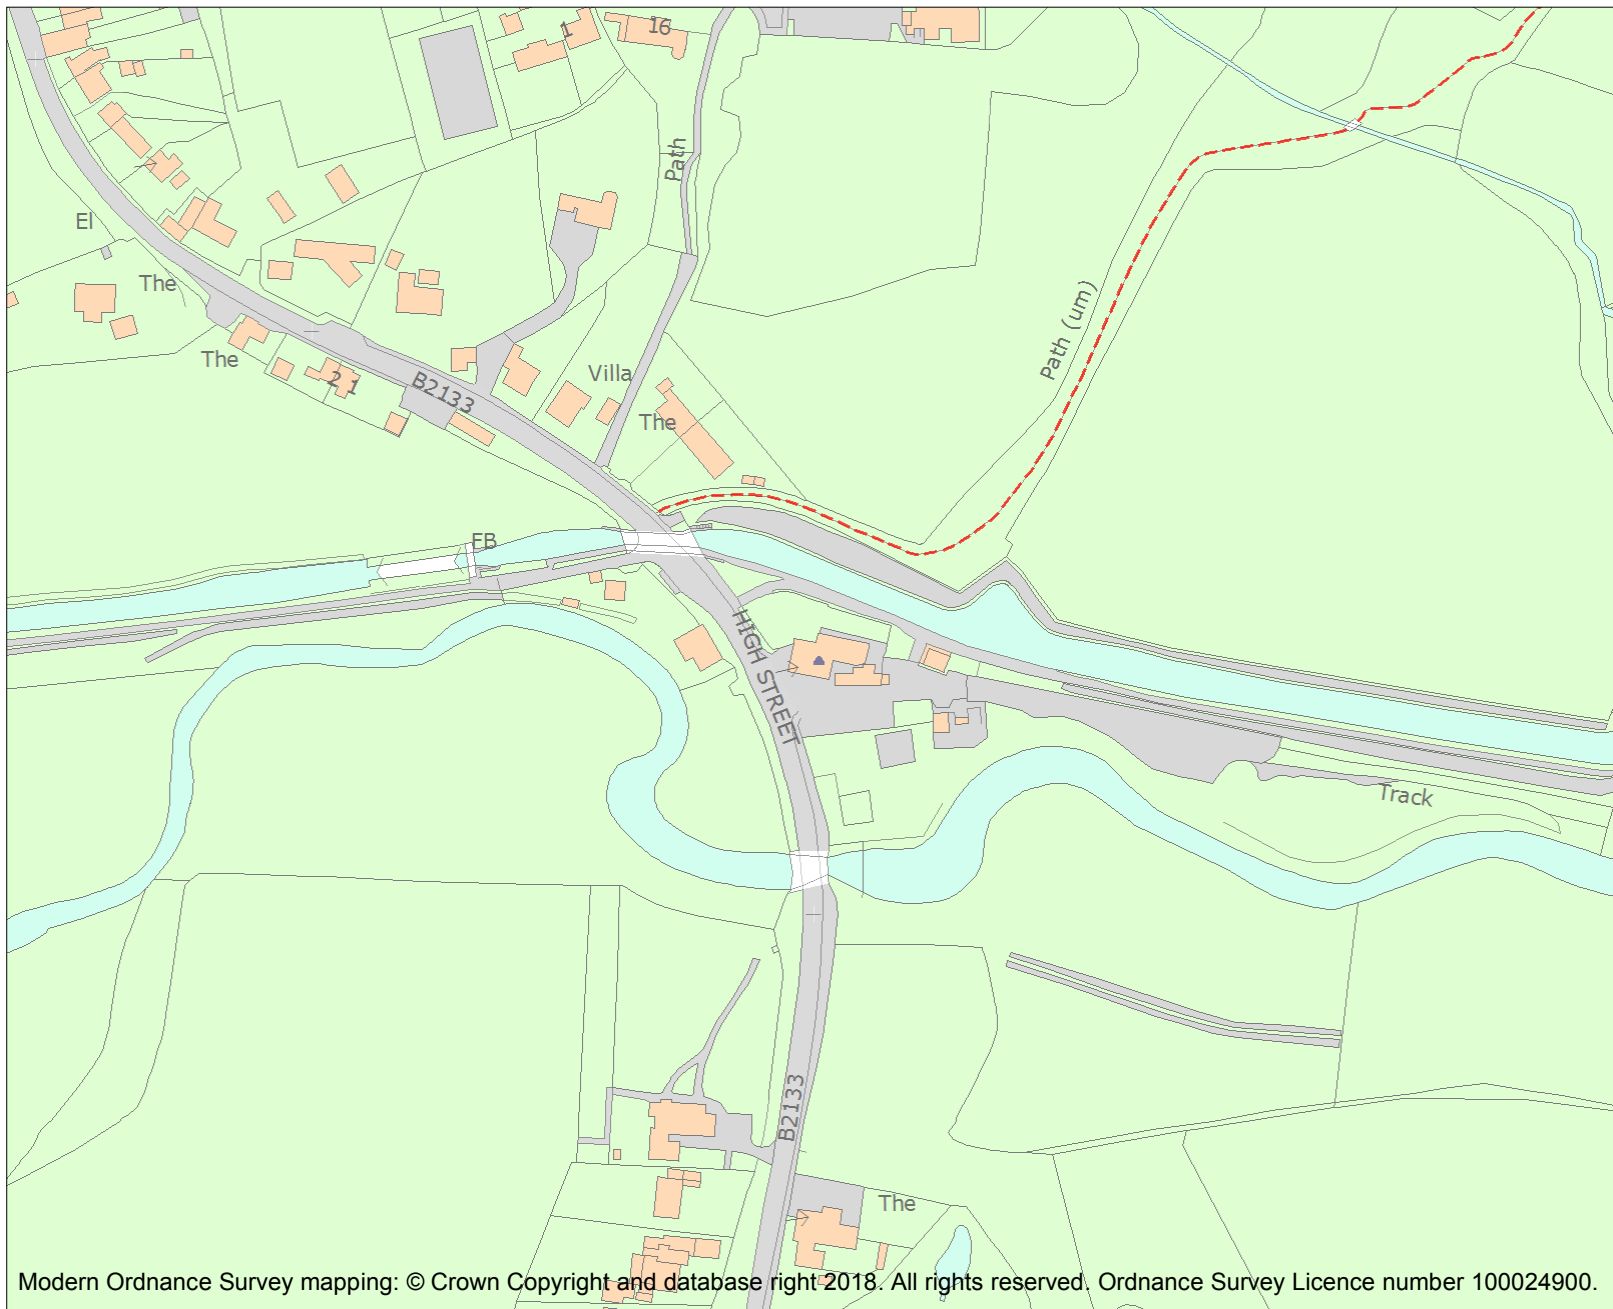 1
16
Path
El
The
The
2 1
B2133
Villa
The
Path (um)
FB
HIGH STREET
Track
B2133
The
Modern Ordnance Survey mapping: © Crown Copyright and database right 2018. All rights reserved. Ordnance Survey Licence number 100024900.